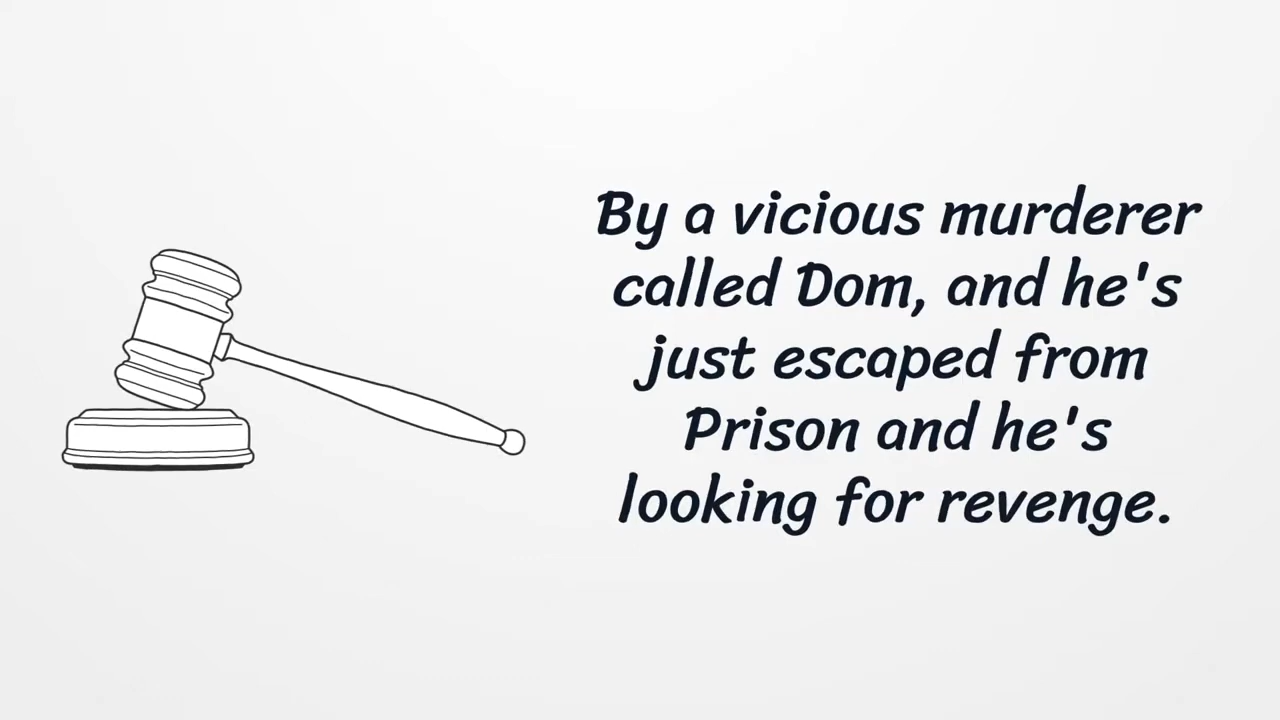 By a vicious murderer
called Dom, and he's
just escaped from
Prison and he's
looking for revenge.